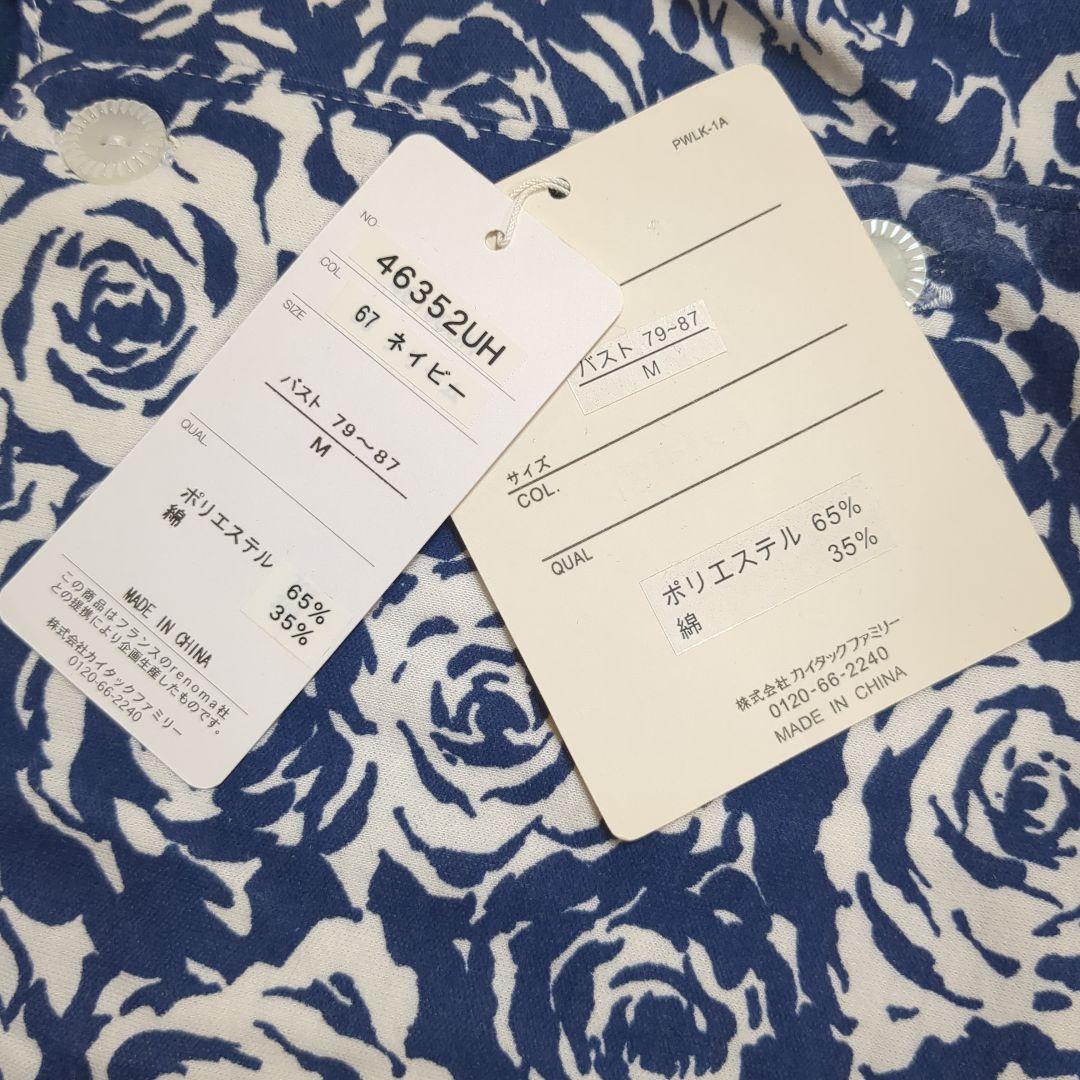 NO
46352UH
COL.
67 ネイビー
SIZE
バスト 79～87
M
QUAL.
ポリエステル 65%
綿 35%
MADE IN CHINA
この商品はフランスのrenoma社
との提携により企画生産したものです。
株式会社カイタックファミリー
0120-66-2240
PWLK-1A
バスト 79~87
M
サイズ
COL.
QUAL
ポリエステル 65%
綿 35%
株式会社カイタックファミリー
0120-66-2240
MADE IN CHINA